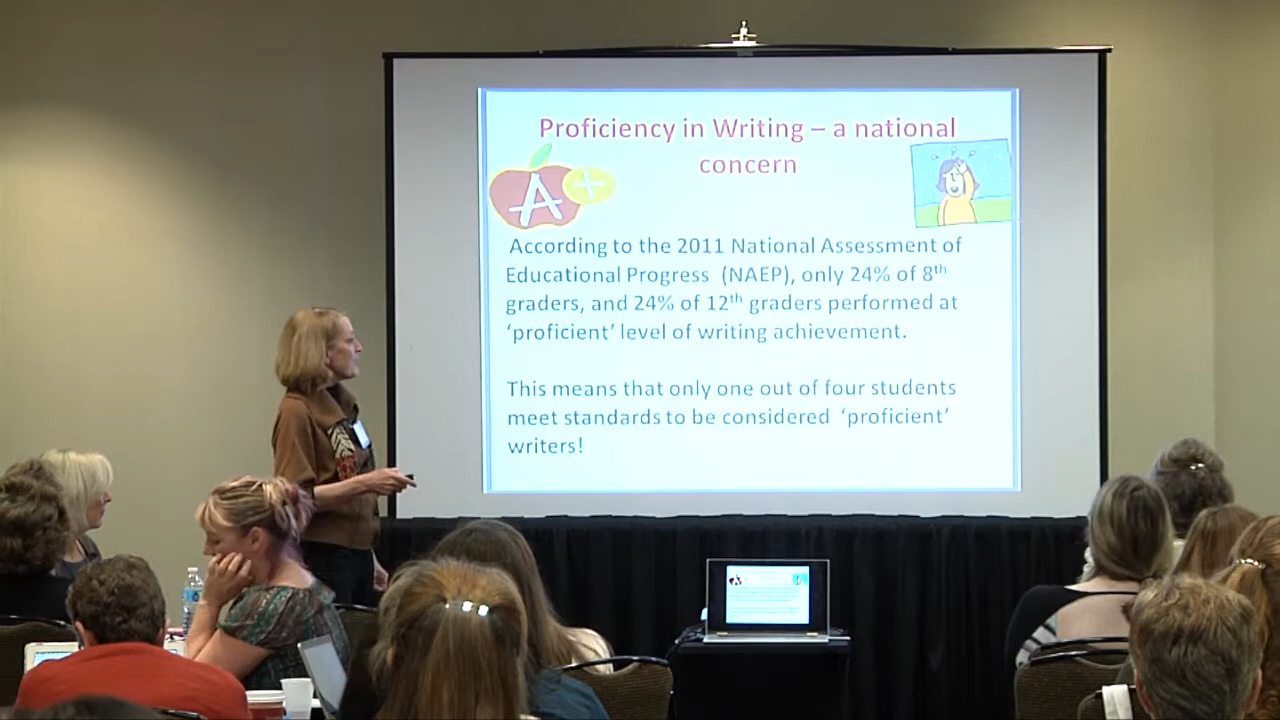 Proficiency in Writing – a national
concern
A+
According to the 2011 National Assessment of
Educational Progress (NAEP), only 24% of 8th
graders, and 24% of 12th graders performed at
‘proficient’ level of writing achievement.
This means that only one out of four students
meet standards to be considered ‘proficient’
writers!